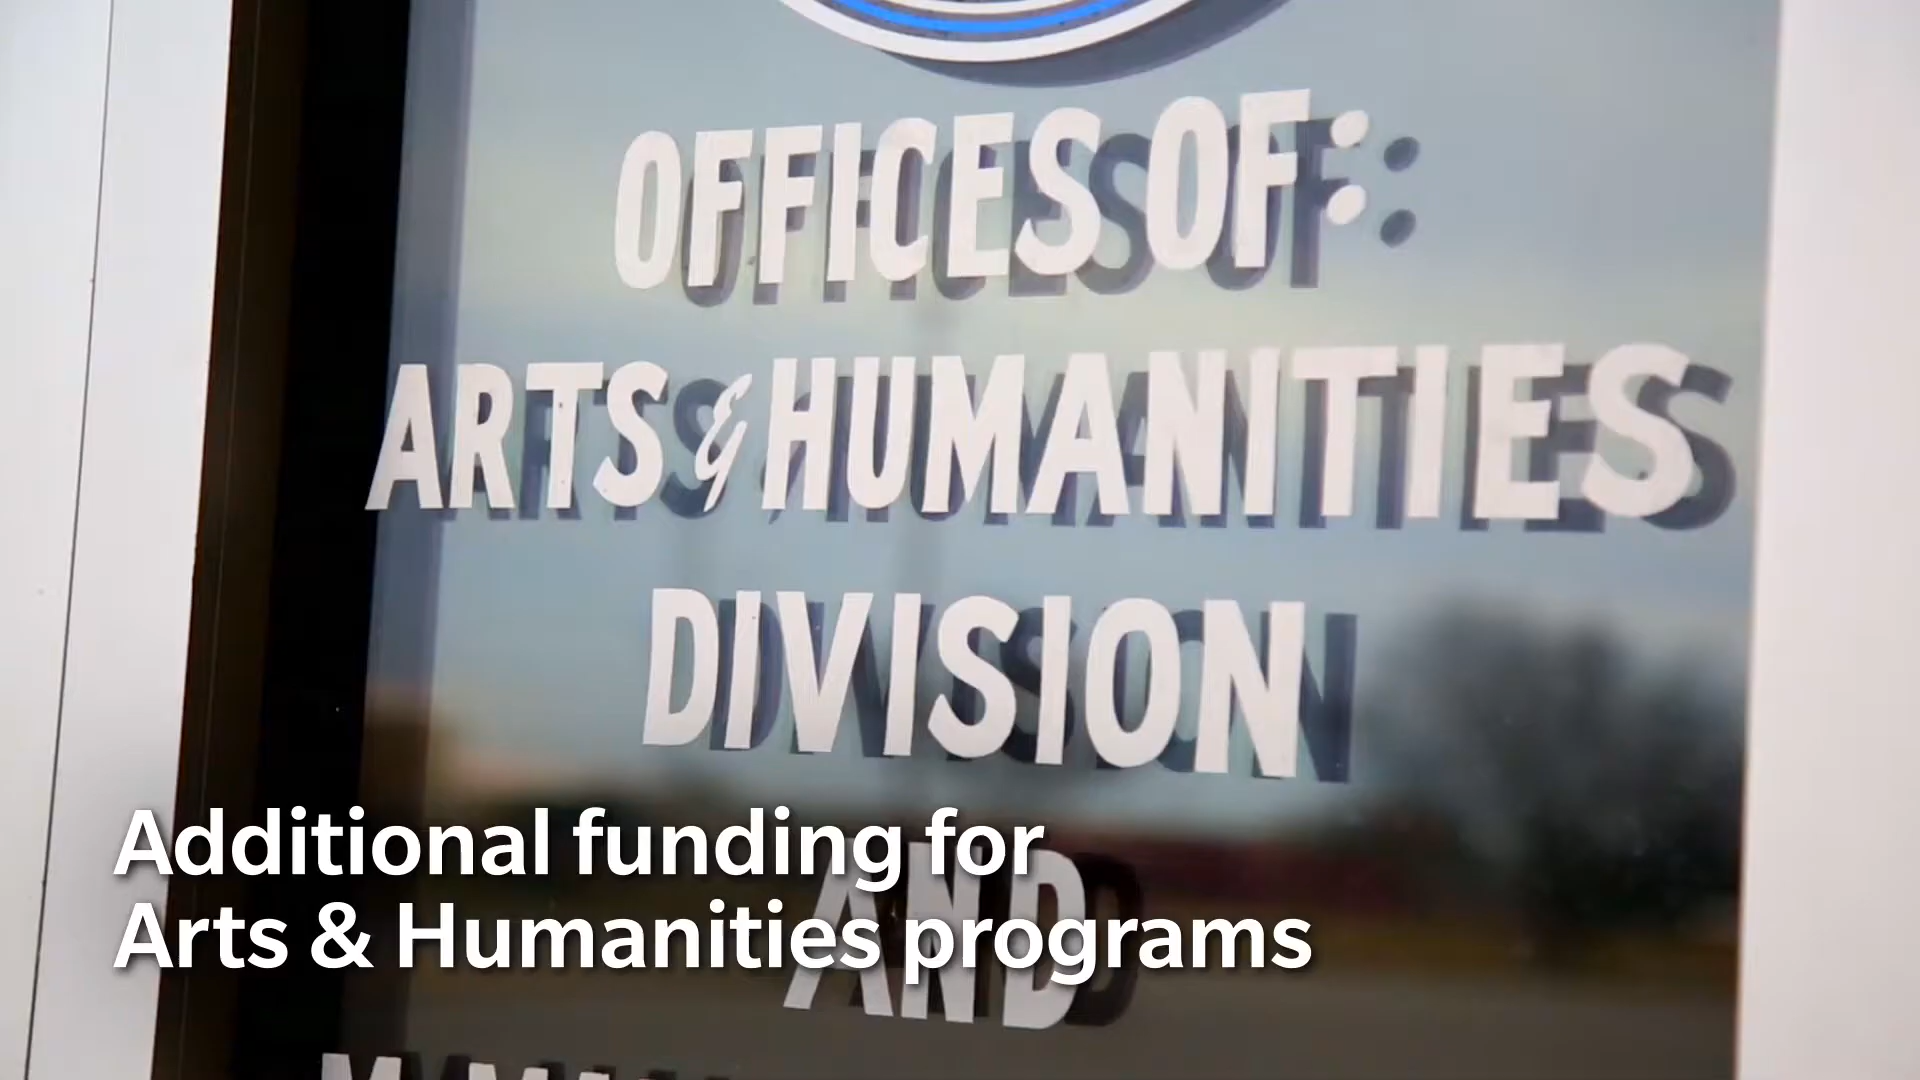 OFFICES OF:
ARTS & HUMANITIES
DIVISION
AND
Additional funding for
Arts & Humanities programs